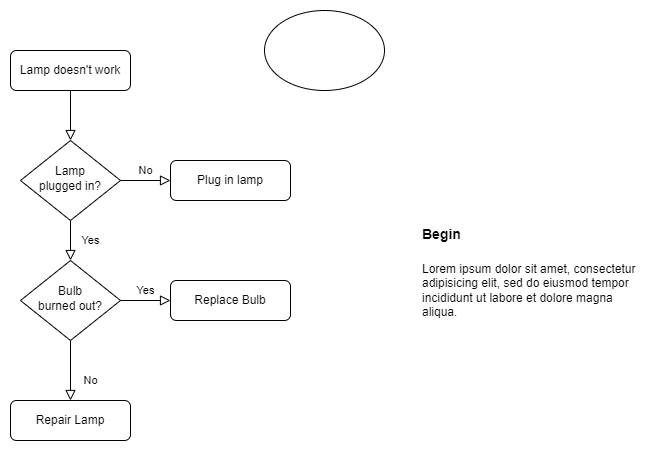 Lamp doesn't work
Lamp
plugged in?
No
Plug in lamp
Yes
Bulb
burned out?
Yes
Replace Bulb
No
Repair Lamp
Begin
Lorem ipsum dolor sit amet, consectetur
adipisicing elit, sed do eiusmod tempor
incididunt ut labore et dolore magna
aliqua.